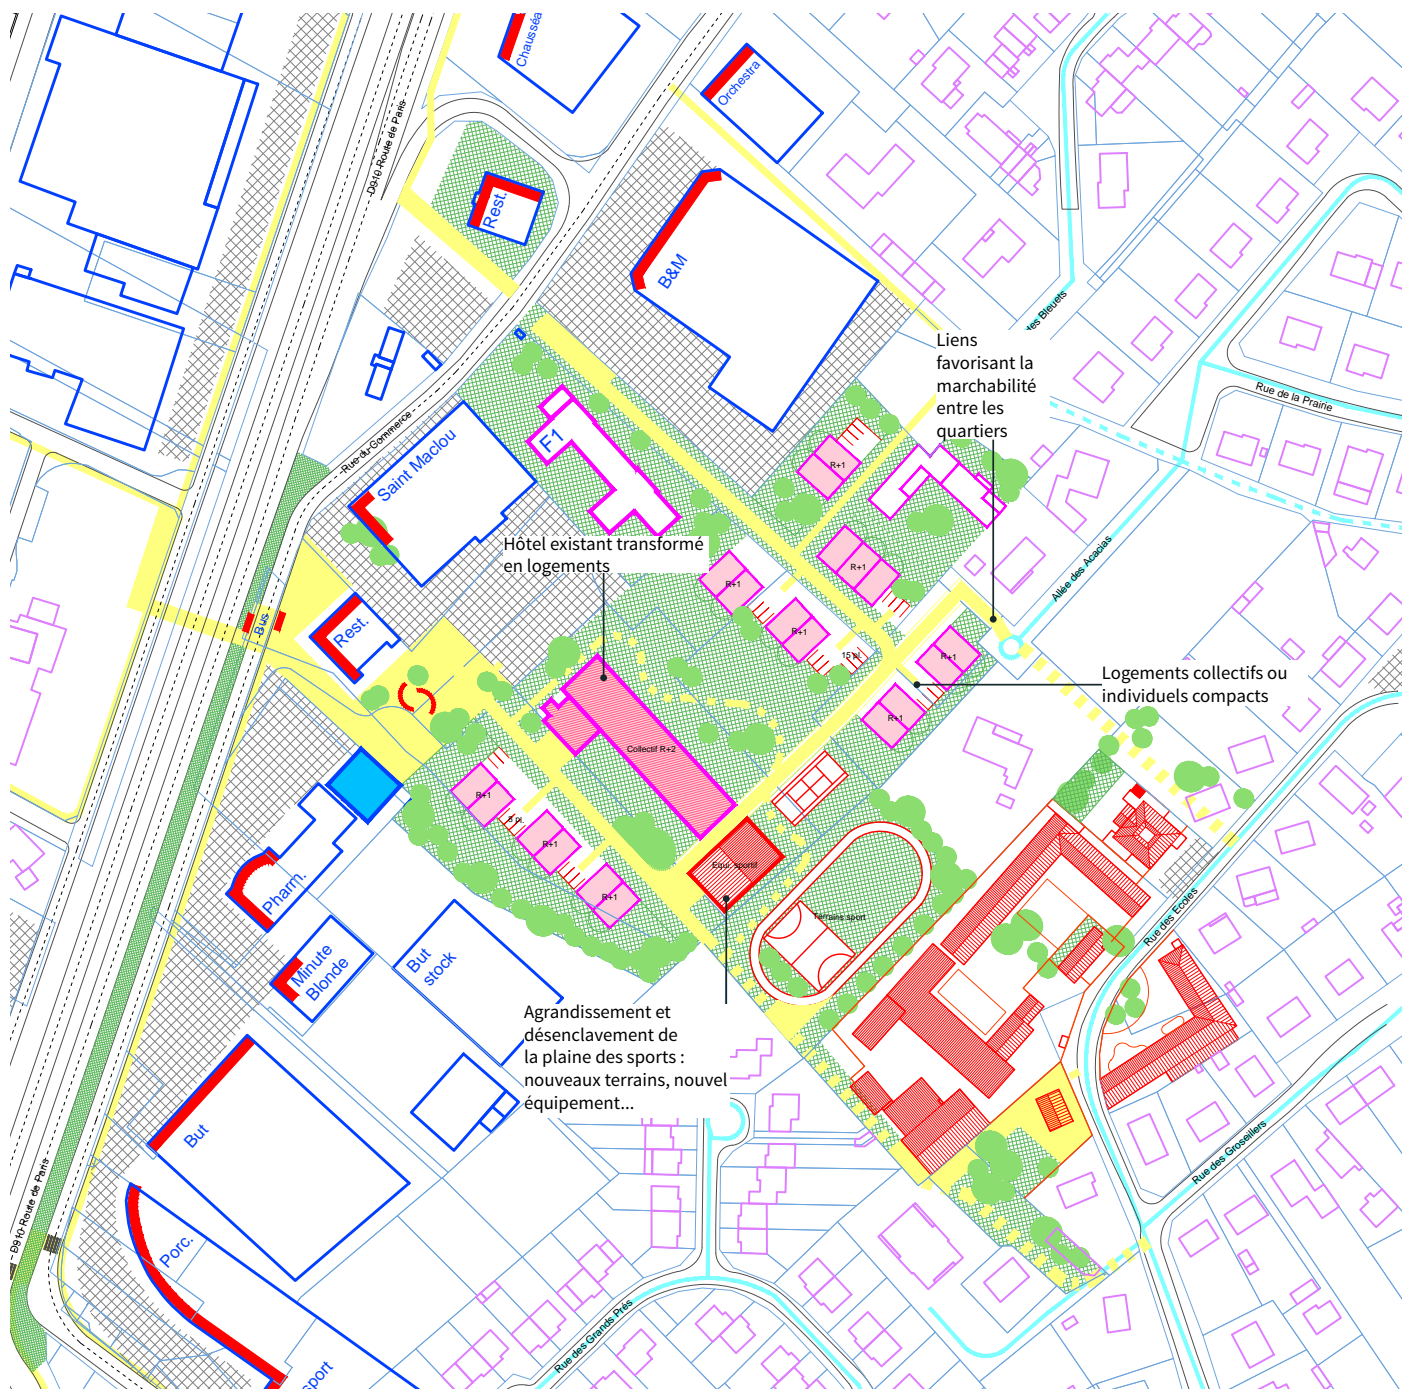 Chausséa
Orchestra
D910 Route de Paris
Rest.
B&M
Rue des Bleuets
Liens
favorisant la
marchabilité
entre les
quartiers
Rue de la Prairie
Rue du Commerce
Saint Maclou
F1
R+1
Hôtel existant transformé
en logements
R+1
R+1
R+1
15 pl.
Allée des Acacias
Bus
Rest.
R+1
Logements collectifs ou
individuels compacts
R+1
Collectif R+2
R+1
8 pl.
R+1
R+1
Equi. sportif
Pharm.
Terrains sport
Rue des Ecoles
Minute
Blonde
But
stock
Agrandissement et
désenclavement de
la plaine des sports :
nouveaux terrains, nouvel
équipement...
But
Rue des Groseillers
D910 Route de Paris
Porc.
Rue des Grands Prés
sport